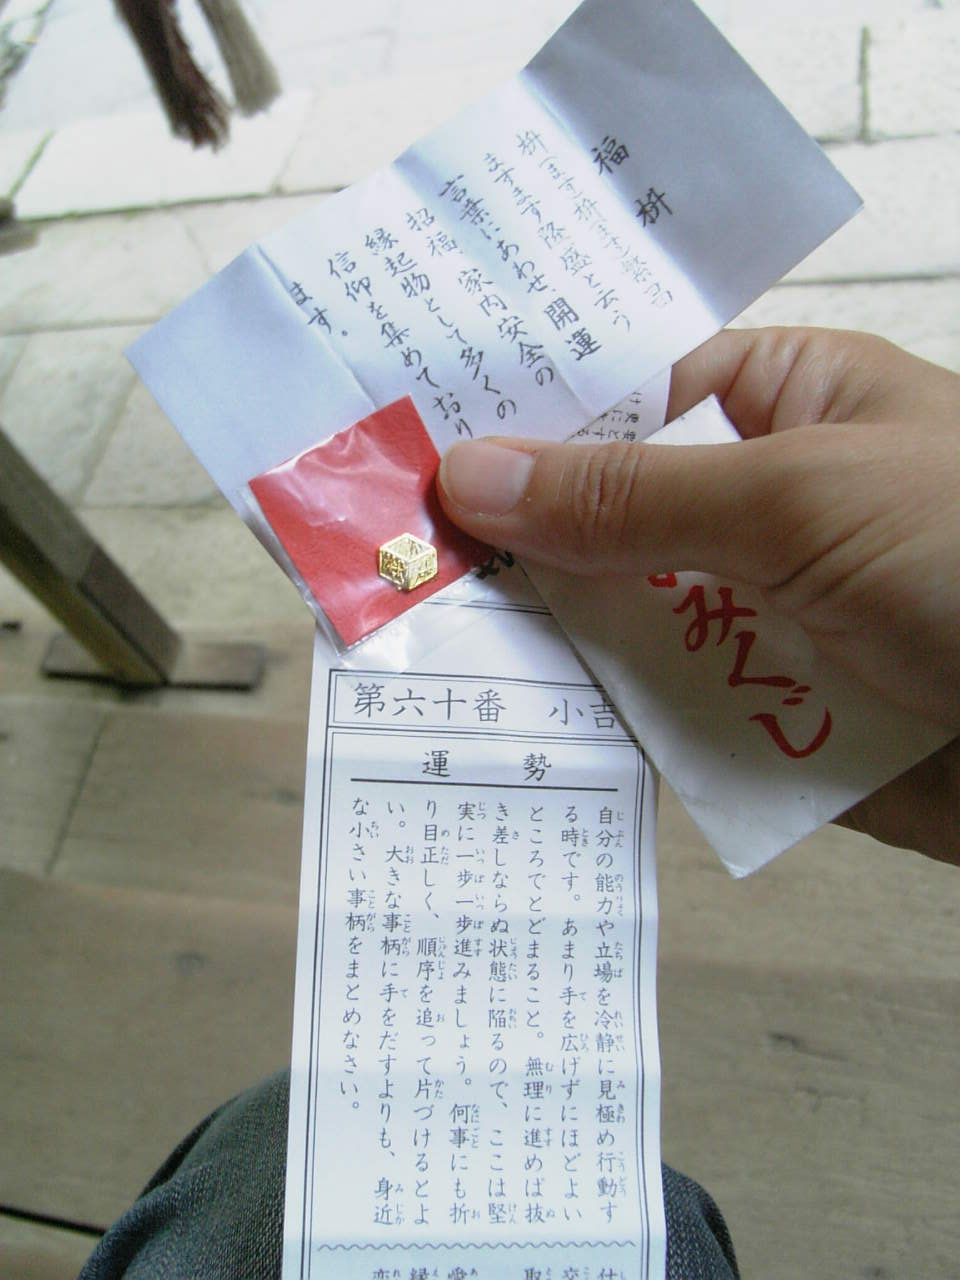 福枡
枡(ます)枡(ます)繁昌
ますます隆盛と云う
言葉にあわせ、開運
招福 家内安全の
縁起物として多くの
信仰を集めており
ます。
みくじ
第六十番 小吉
運勢
自分の能力や立場を冷静に見極め行動す
る時です。あまり手を広げずにほどよい
ところでとどまること。無理に進めば抜
き差しならぬ状態に陥るので、ここは堅
実に一歩一歩進みましょう。何事にも折
り目正しく、順序を追って片づけるとよ
い。大きな事柄に手をだすよりも、身近
な小さい事柄をまとめなさい。